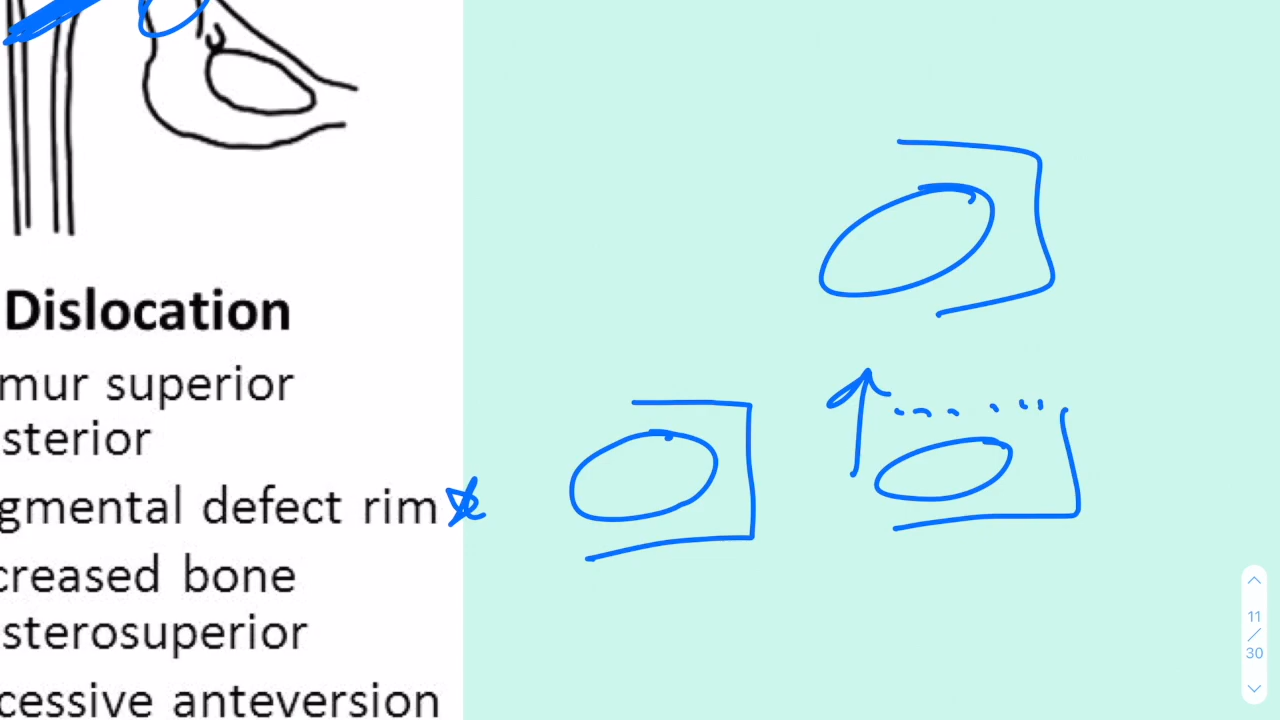 Dislocation
mur superior
sterior
gmental defect rim
creased bone
sterosuperior
cessive anteversion
11
/
30